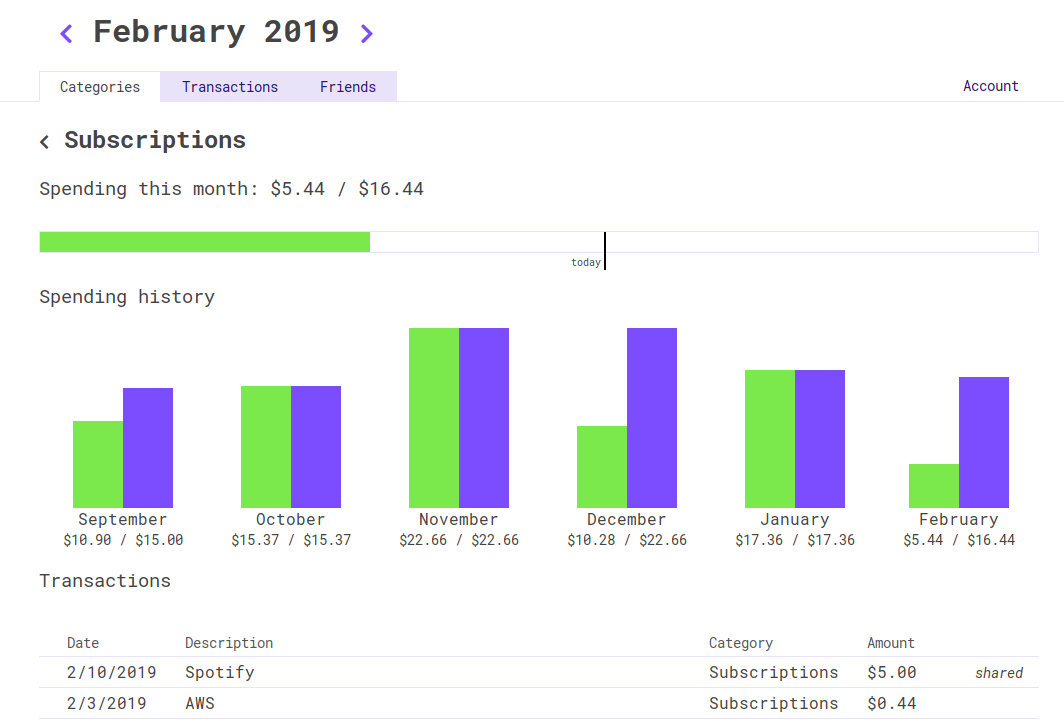 February 2019
Categories Transactions Friends Account
Subscriptions
Spending this month: $5.44 / $16.44
today
Spending history
September October November December January February
$10.90 / $15.00 $15.37 / $15.37 $22.66 / $22.66 $10.28 / $22.66 $17.36 / $17.36 $5.44 / $16.44
Transactions
Date Description Category Amount
2/10/2019 Spotify Subscriptions $5.00 shared
2/3/2019 AWS Subscriptions $0.44